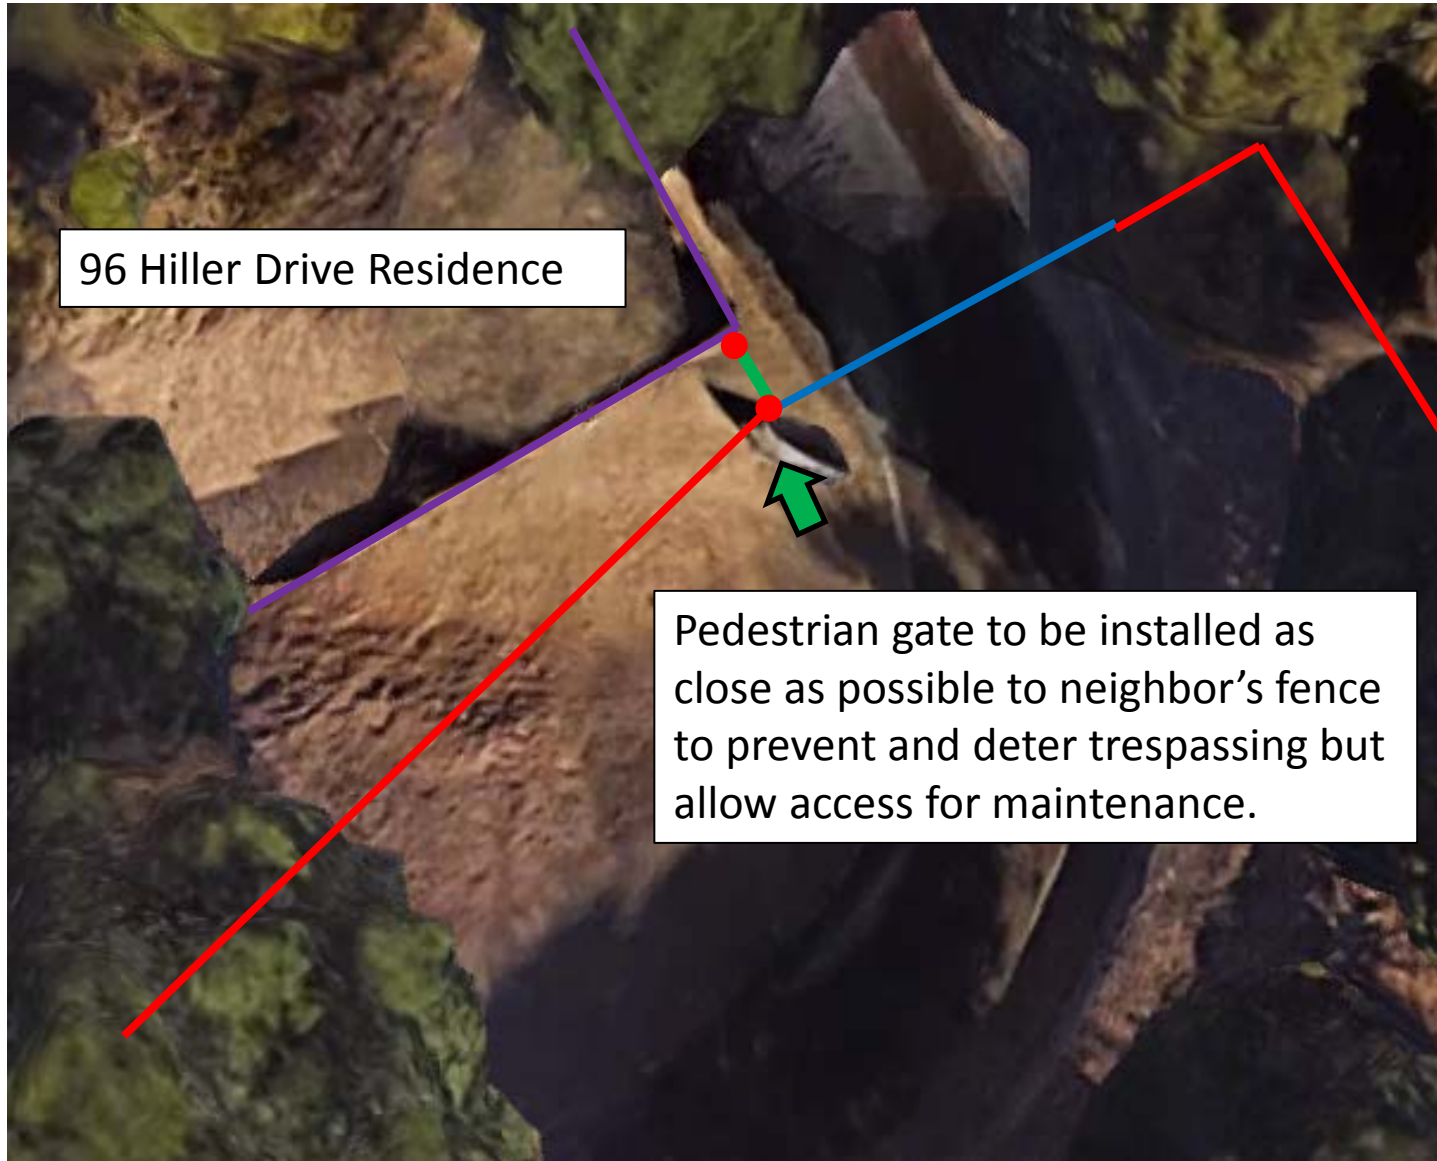 96 Hiller Drive Residence
Pedestrian gate to be installed as
close as possible to neighbor’s fence
to prevent and deter trespassing but
allow access for maintenance.